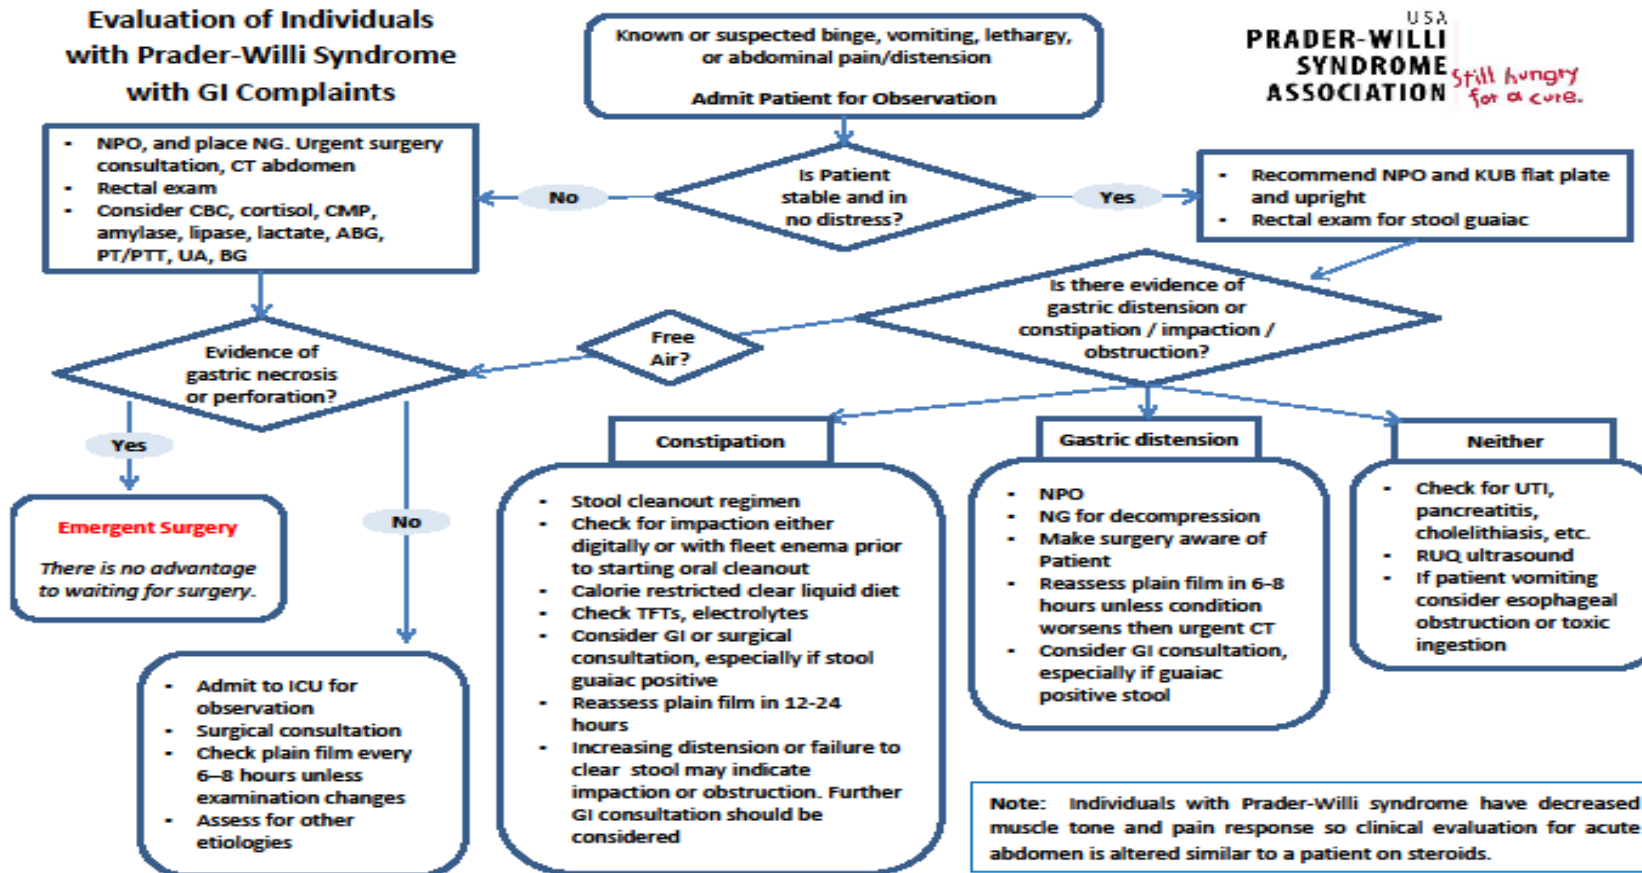 Evaluation of Individuals
with Prader-Willi Syndrome
with GI Complaints
Known or suspected binge, vomiting, lethargy,
or abdominal pain/distension
Admit Patient for Observation
USA
PRADER-WILLI
SYNDROME
ASSOCIATION
Still hungry
for a cure.
- NPO, and place NG. Urgent surgery
consultation, CT abdomen
- Rectal exam
- Consider CBC, cortisol, CMP,
amylase, lipase, lactate, ABG,
PT/PTT, UA, BG
No
Is Patient
stable and in
no distress?
Yes
- Recommend NPO and KUB flat plate
and upright
- Rectal exam for stool guaiac
Is there evidence of
gastric distension or
constipation / impaction /
obstruction?
Free
Air?
Evidence of
gastric necrosis
or perforation?
Yes
No
Emergent Surgery
There is no advantage
to waiting for surgery.
- Admit to ICU for
observation
- Surgical consultation
- Check plain film every
6–8 hours unless
examination changes
- Assess for other
etiologies
Constipation
- Stool cleanout regimen
- Check for impaction either
digitally or with fleet enema prior
to starting oral cleanout
- Calorie restricted clear liquid diet
- Check TFTs, electrolytes
- Consider GI or surgical
consultation, especially if stool
guaiac positive
- Reassess plain film in 12-24
hours
- Increasing distension or failure to
clear stool may indicate
impaction or obstruction. Further
GI consultation should be
considered
Gastric distension
- NPO
- NG for decompression
- Make surgery aware of
Patient
- Reassess plain film in 6-8
hours unless condition
worsens then urgent CT
- Consider GI consultation,
especially if guaiac
positive stool
Neither
- Check for UTI,
pancreatitis,
cholelithiasis, etc.
- RUQ ultrasound
- If patient vomiting
consider esophageal
obstruction or toxic
ingestion
Note: Individuals with Prader-Willi syndrome have decreased
muscle tone and pain response so clinical evaluation for acute
abdomen is altered similar to a patient on steroids.